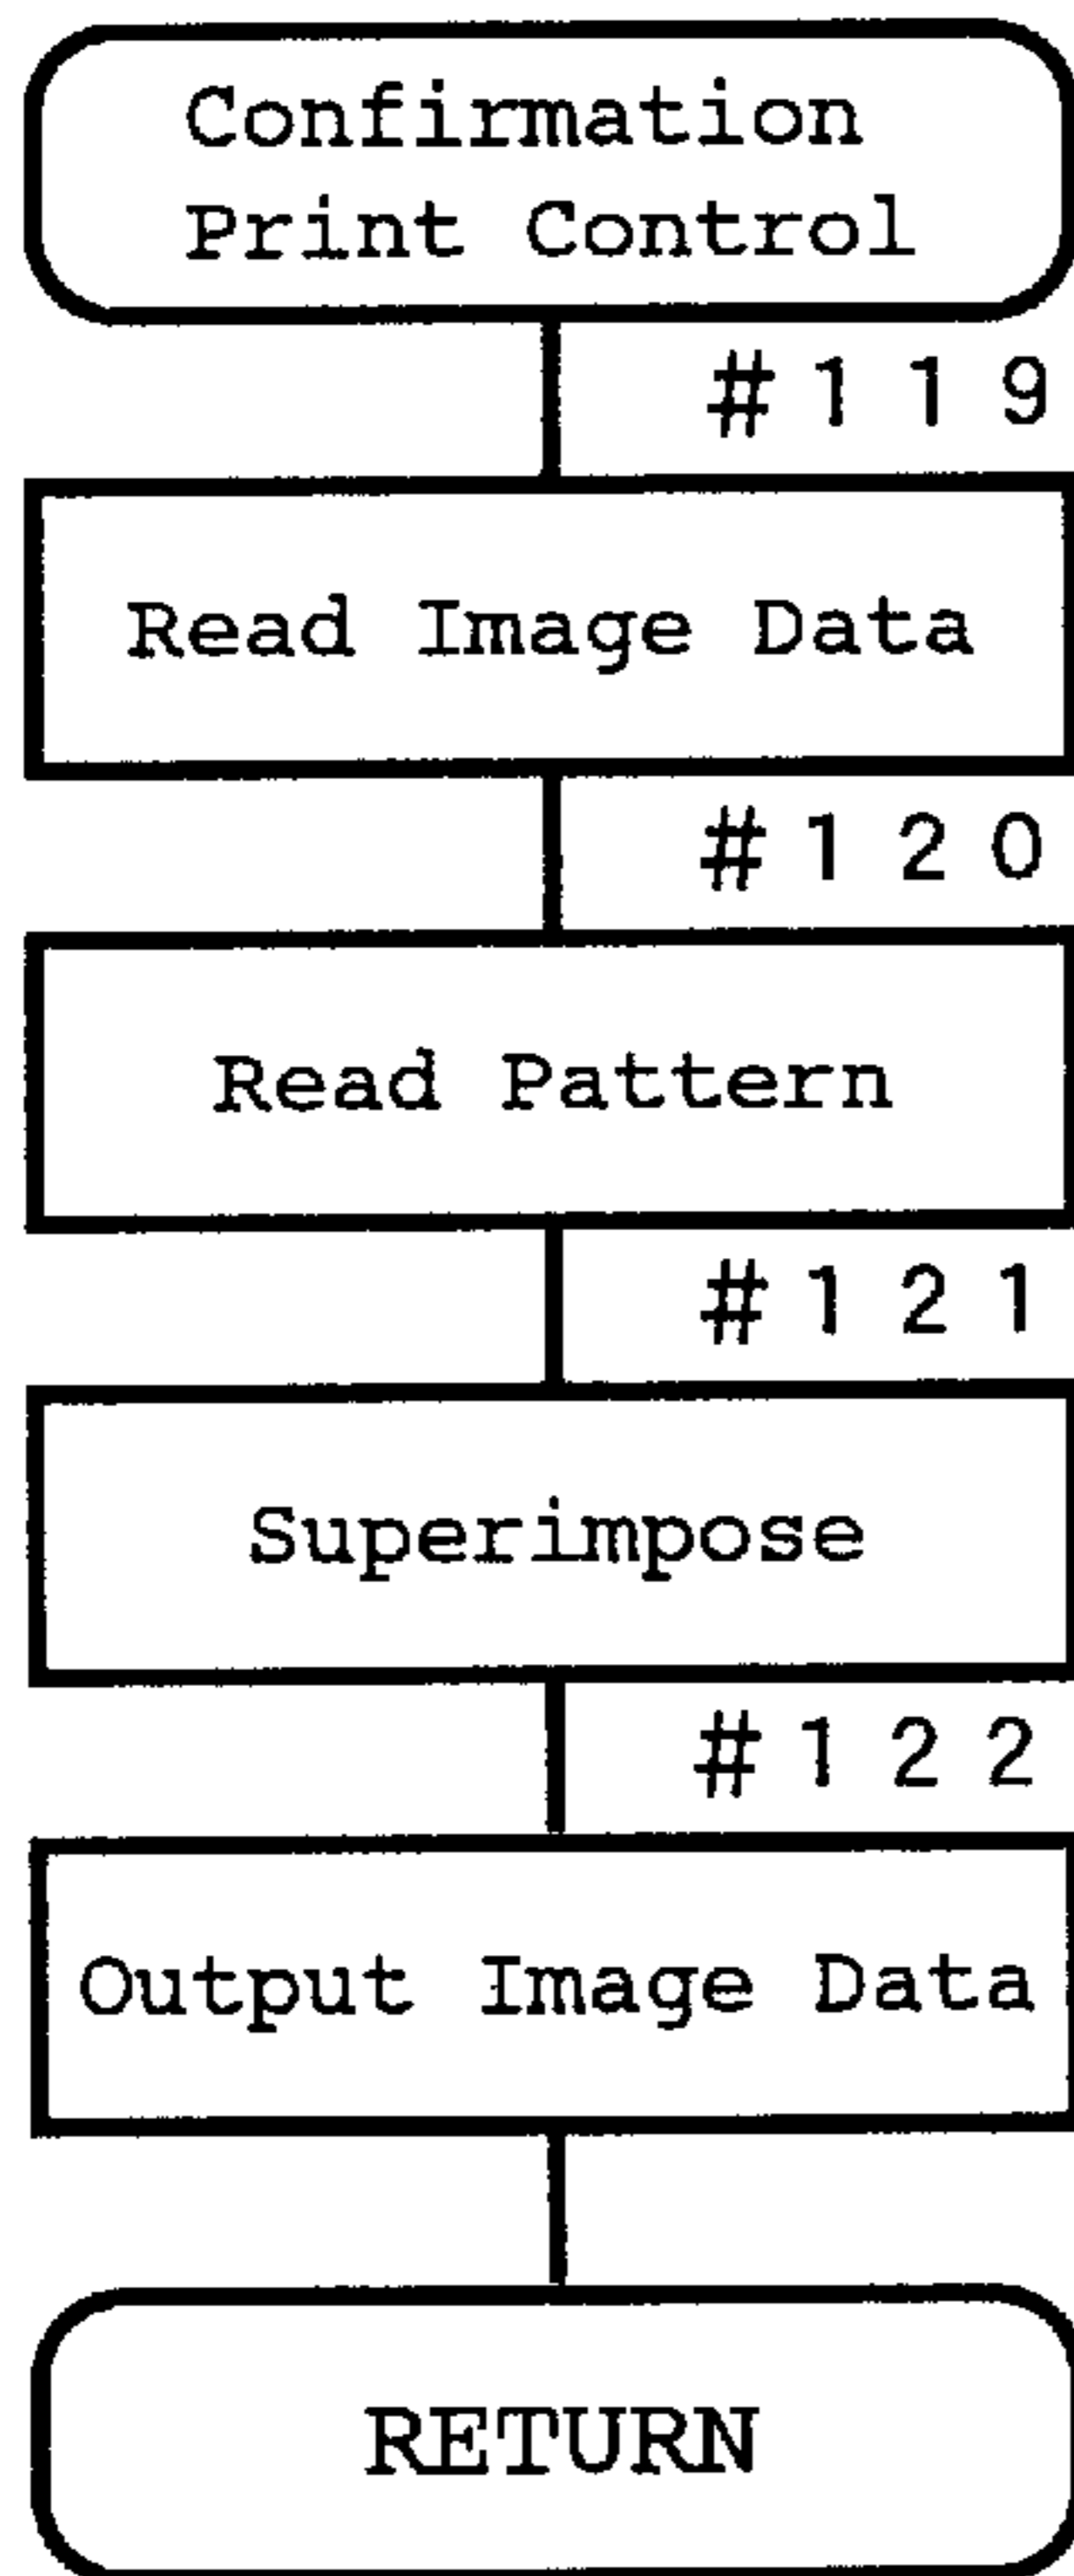 Confirmation
Print Control
#119
Read Image Data
#120
Read Pattern
#121
Superimpose
#122
Output Image Data
RETURN